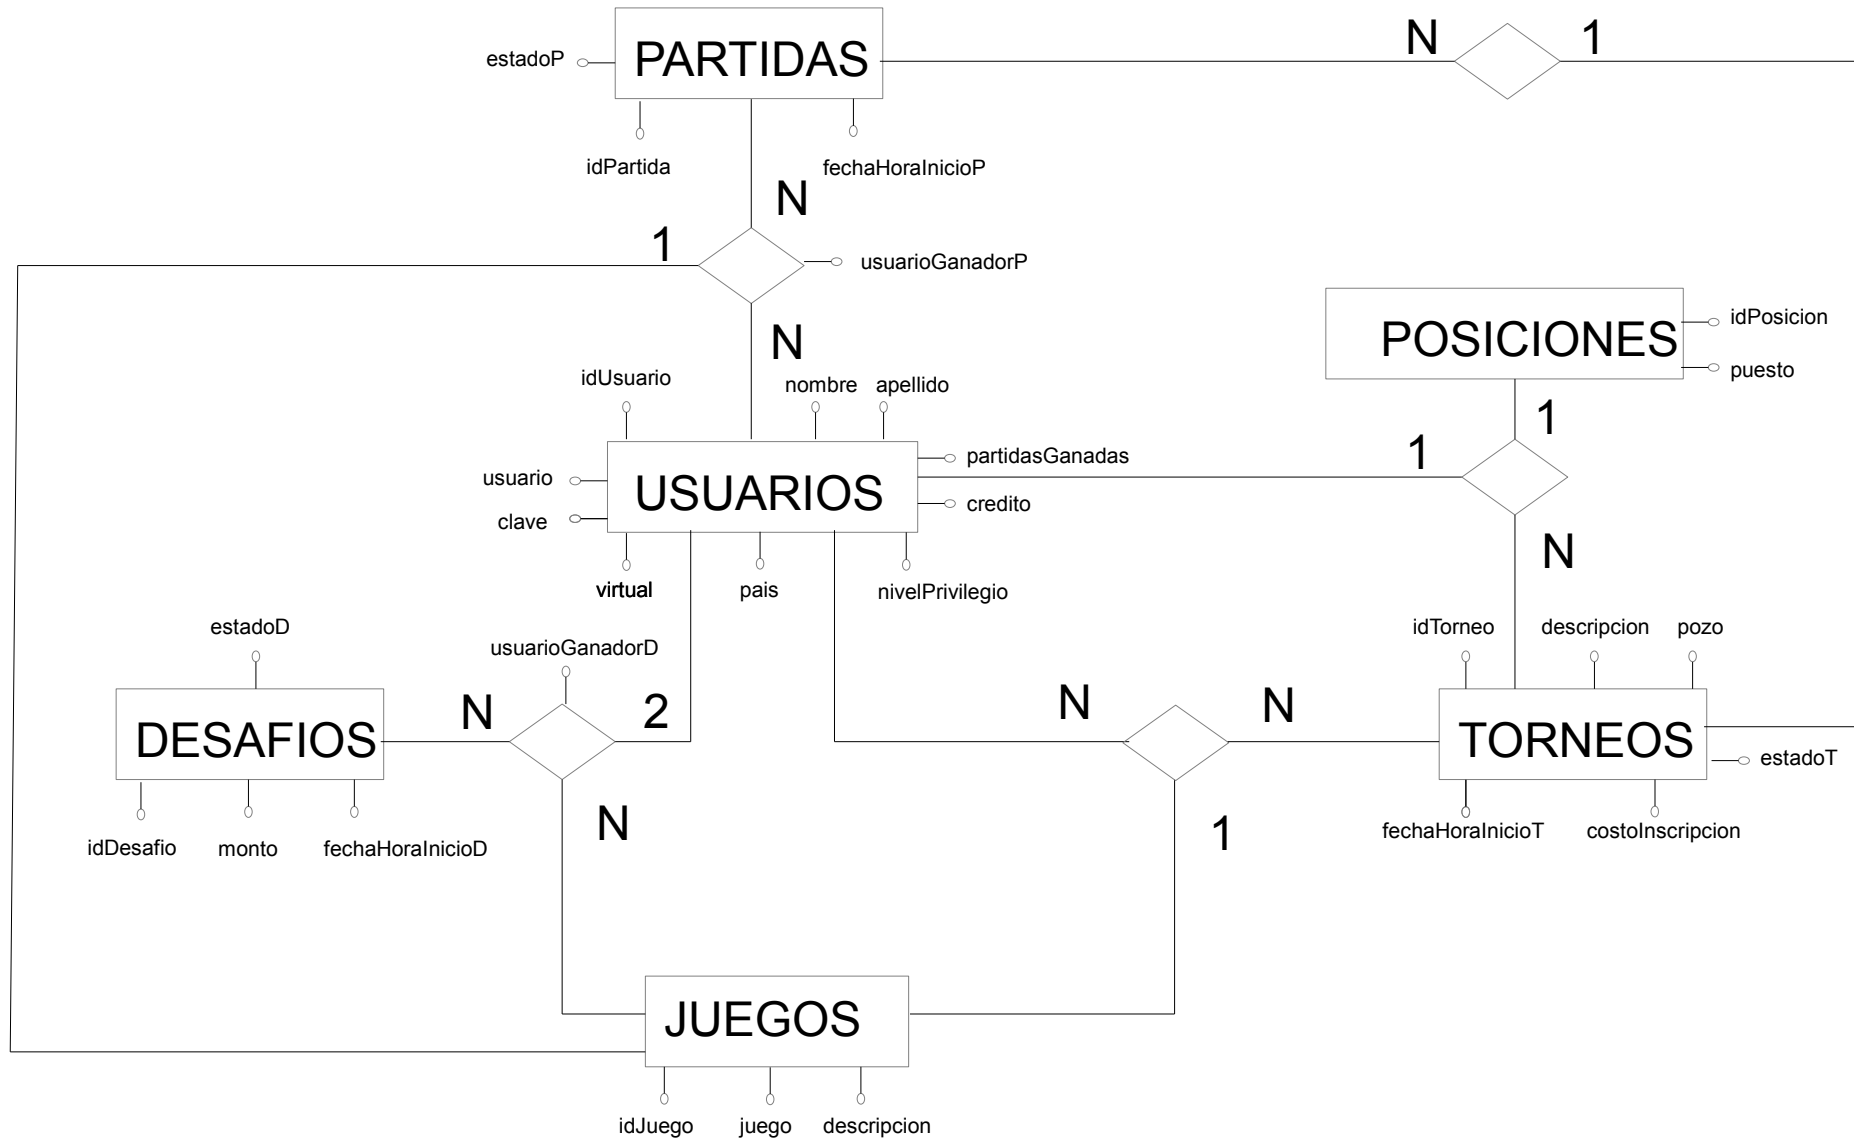 N
1
PARTIDAS
estadoP
idPartida
fechaHoraInicioP
N
1
usuarioGanadorP
N
POSICIONES
idPosicion
puesto
1
idUsuario
nombre
apellido
partidasGanadas
1
usuario
USUARIOS
credito
clave
virtual
pais
nivelPrivilegio
N
estadoD
usuarioGanadorD
idTorneo
descripcion
pozo
N
2
N
N
DESAFIOS
TORNEOS
estadoT
idDesafio
monto
fechaHoraInicioD
N
1
fechaHoraInicioT
costoInscripcion
JUEGOS
idJuego
juego
descripcion